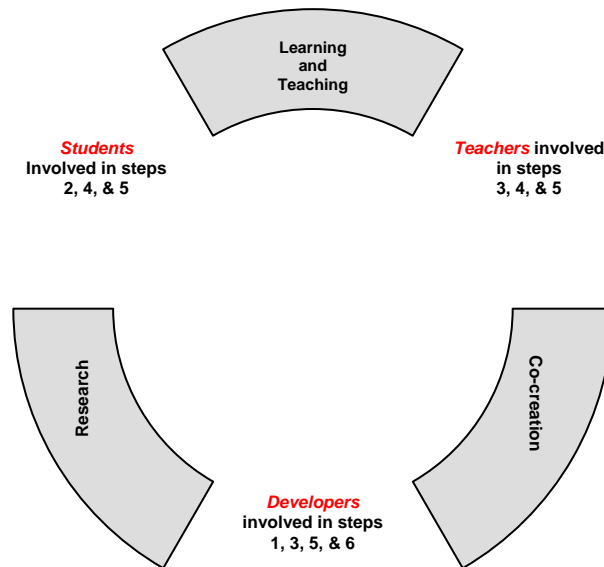 Learning
and
Teaching
Students
Involved in steps
2, 4, & 5
Teachers involved
in steps
3, 4, & 5
Research
Co-creation
Developers
involved in steps
1, 3, 5, & 6